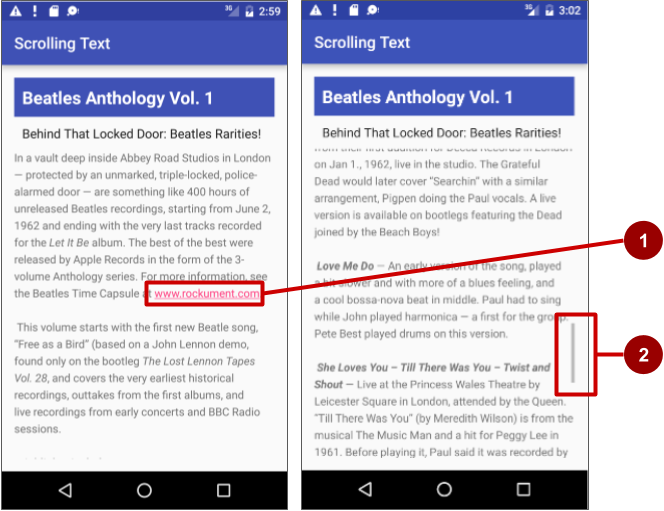 3G 2:59
Scrolling Text
Beatles Anthology Vol. 1
Behind That Locked Door: Beatles Rarities!
In a vault deep inside Abbey Road Studios in London
— protected by an unmarked, triple-locked, police-
alarmed door — are something like 400 hours of
unreleased Beatles recordings, starting from June 2,
1962 and ending with the very last tracks recorded
for the Let It Be album. The best of the best were
released by Apple Records in the form of the 3-
volume Anthology series. For more information, see
the Beatles Time Capsule at www.rockument.com
This volume starts with the first new Beatle song,
“Free as a Bird” (based on a John Lennon demo,
found only on the bootleg The Lost Lennon Tapes
Vol. 28, and covers the very earliest historical
recordings, outtakes from the first albums, and
live recordings from early concerts and BBC Radio
sessions.
3G 3:02
Scrolling Text
Beatles Anthology Vol. 1
Behind That Locked Door: Beatles Rarities!
from their first audition for Decca Records in London
on Jan 1., 1962, live in the studio. The Grateful
Dead would later cover “Searchin” with a similar
arrangement, Pigpen doing the Paul vocals. A live
version is available on bootlegs featuring the Dead
joined by the Beach Boys!
Love Me Do — An early version of the song, played
a bit slower and with more of a blues feeling, and
a cool bossa-nova beat in middle. Paul had to sing
while John played harmonica — a first for the group.
Pete Best played drums on this version.
She Loves You – Till There Was You – Twist and
Shout — Live at the Princess Wales Theatre by
Leicester Square in London, attended by the Queen.
“Till There Was You” (by Meredith Wilson) is from the
musical The Music Man and a hit for Peggy Lee in
1961. Before playing it, Paul said it was recorded by
1
2